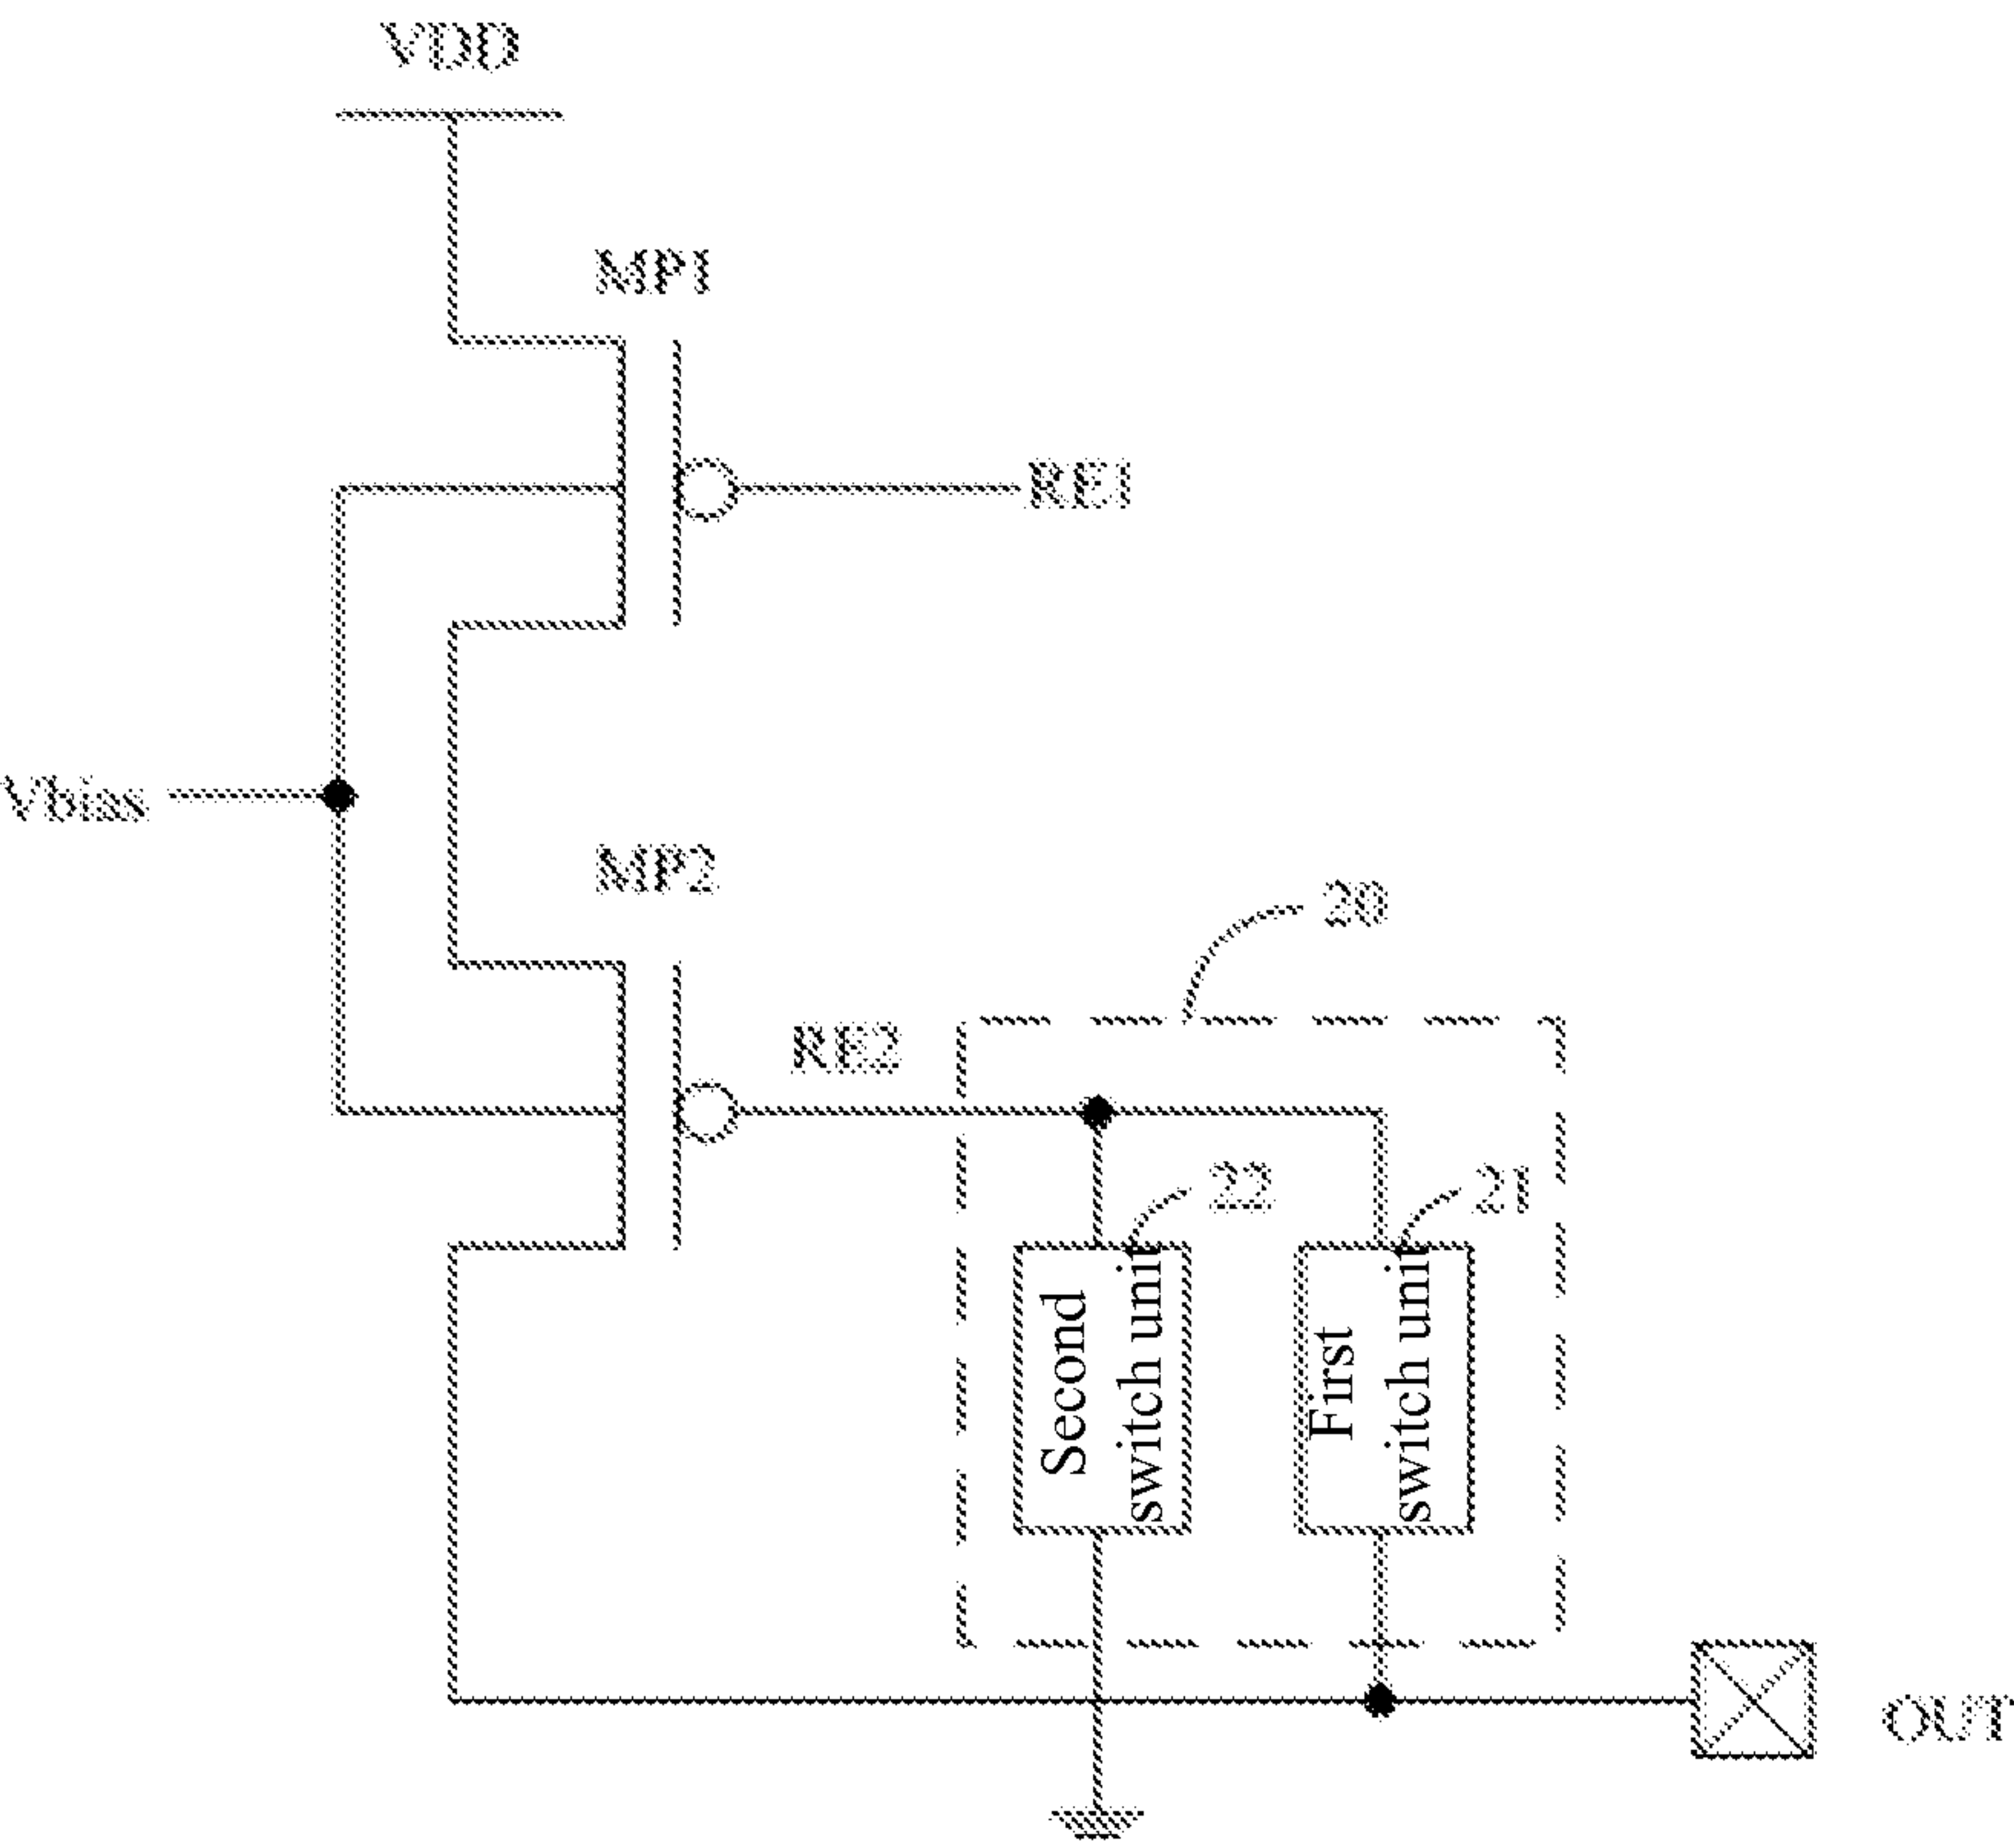 VDD
MP1
RE1
Vbias
MP2
20
RE2
22
21
Second
switch unit
First
switch unit
OUT